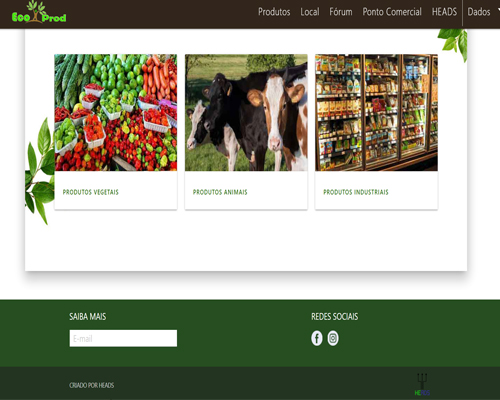 Eco Prod
Produtos Local Fórum Ponto Comercial HEADS Dados
PRODUTOS VEGETAIS PRODUTOS ANIMAIS PRODUTOS INDUSTRIAIS
SAIBA MAIS REDES SOCIAIS
E-mail
CRIADO POR HEADS